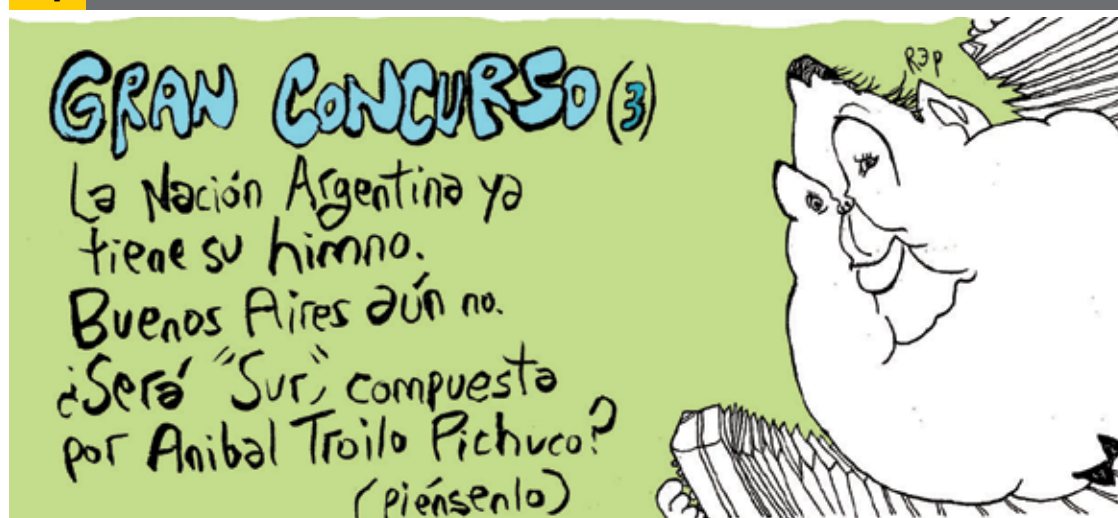 GRAN CONCURSO (3)
La Nación Argentina ya
tiene su himno.
Buenos Aires aún no.
¿Será "Sur", compuesta
por Anibal Troilo Pichuco?
(piénsenlo)
R3P